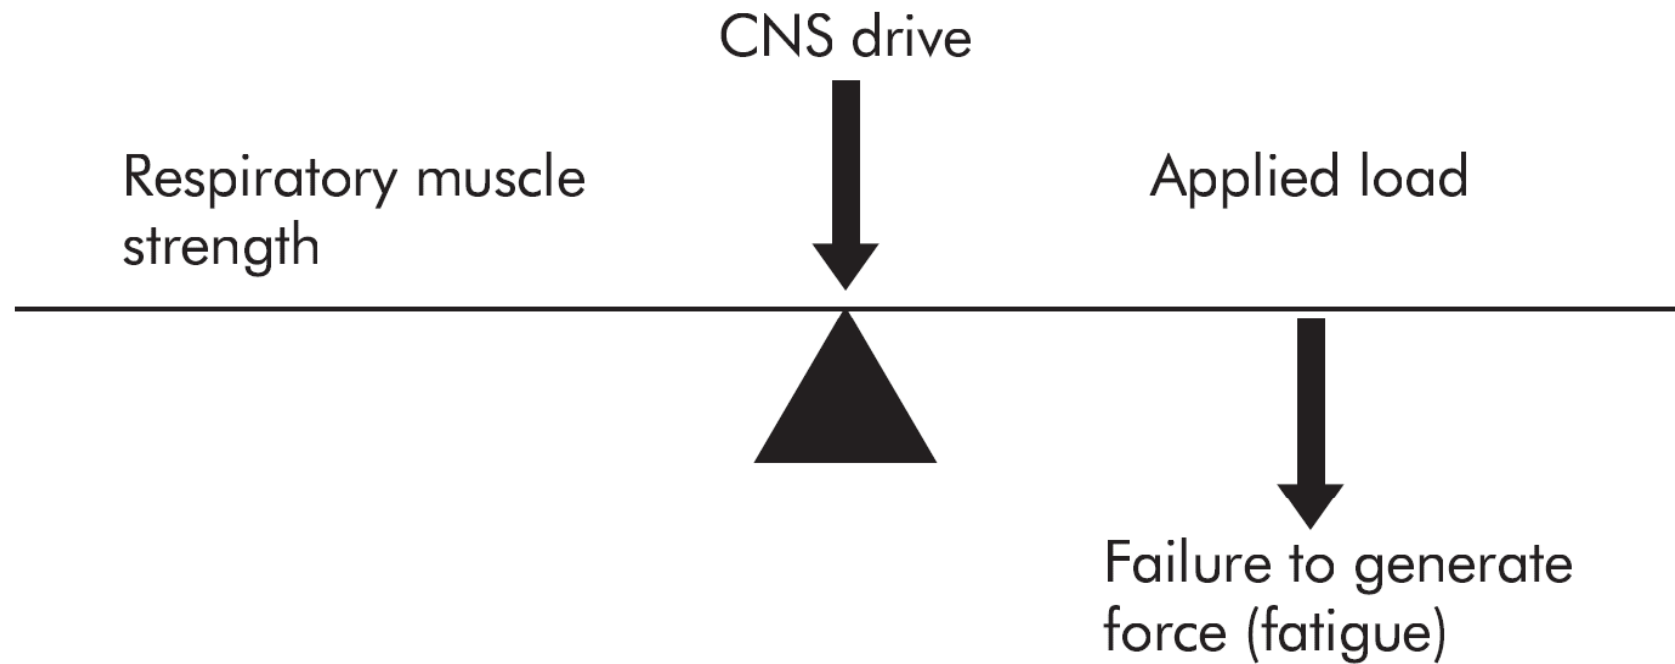 CNS drive
Respiratory muscle
strength
Applied load
Failure to generate
force (fatigue)